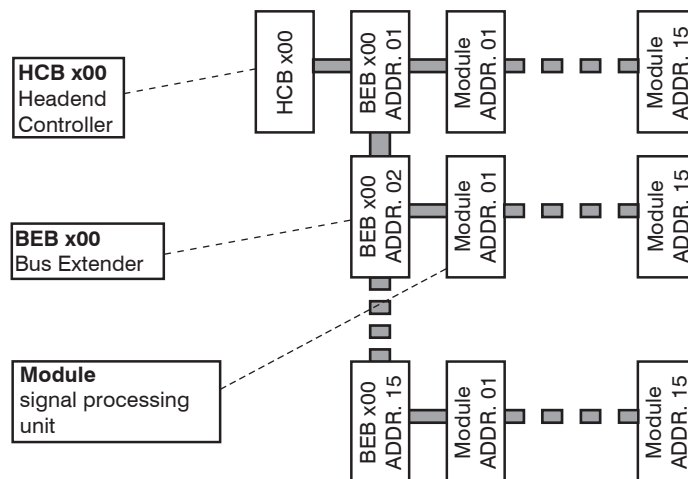 HCB x00
Headend
Controller
HCB x00
BEB x00
ADDR. 01
Module
ADDR. 01
Module
ADDR. 15
BEB x00
Bus Extender
BEB x00
ADDR. 02
Module
ADDR. 01
Module
ADDR. 15
Module
signal processing
unit
BEB x00
ADDR. 15
Module
ADDR. 01
Module
ADDR. 15